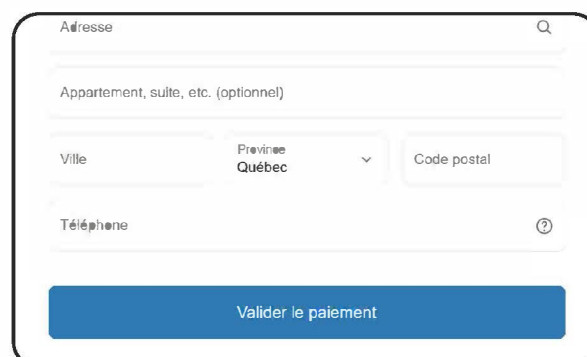 Adresse
Appartement, suite, etc. (optionnel)
Ville
Province
Québec
Code postal
Téléphone
Valider le paiement